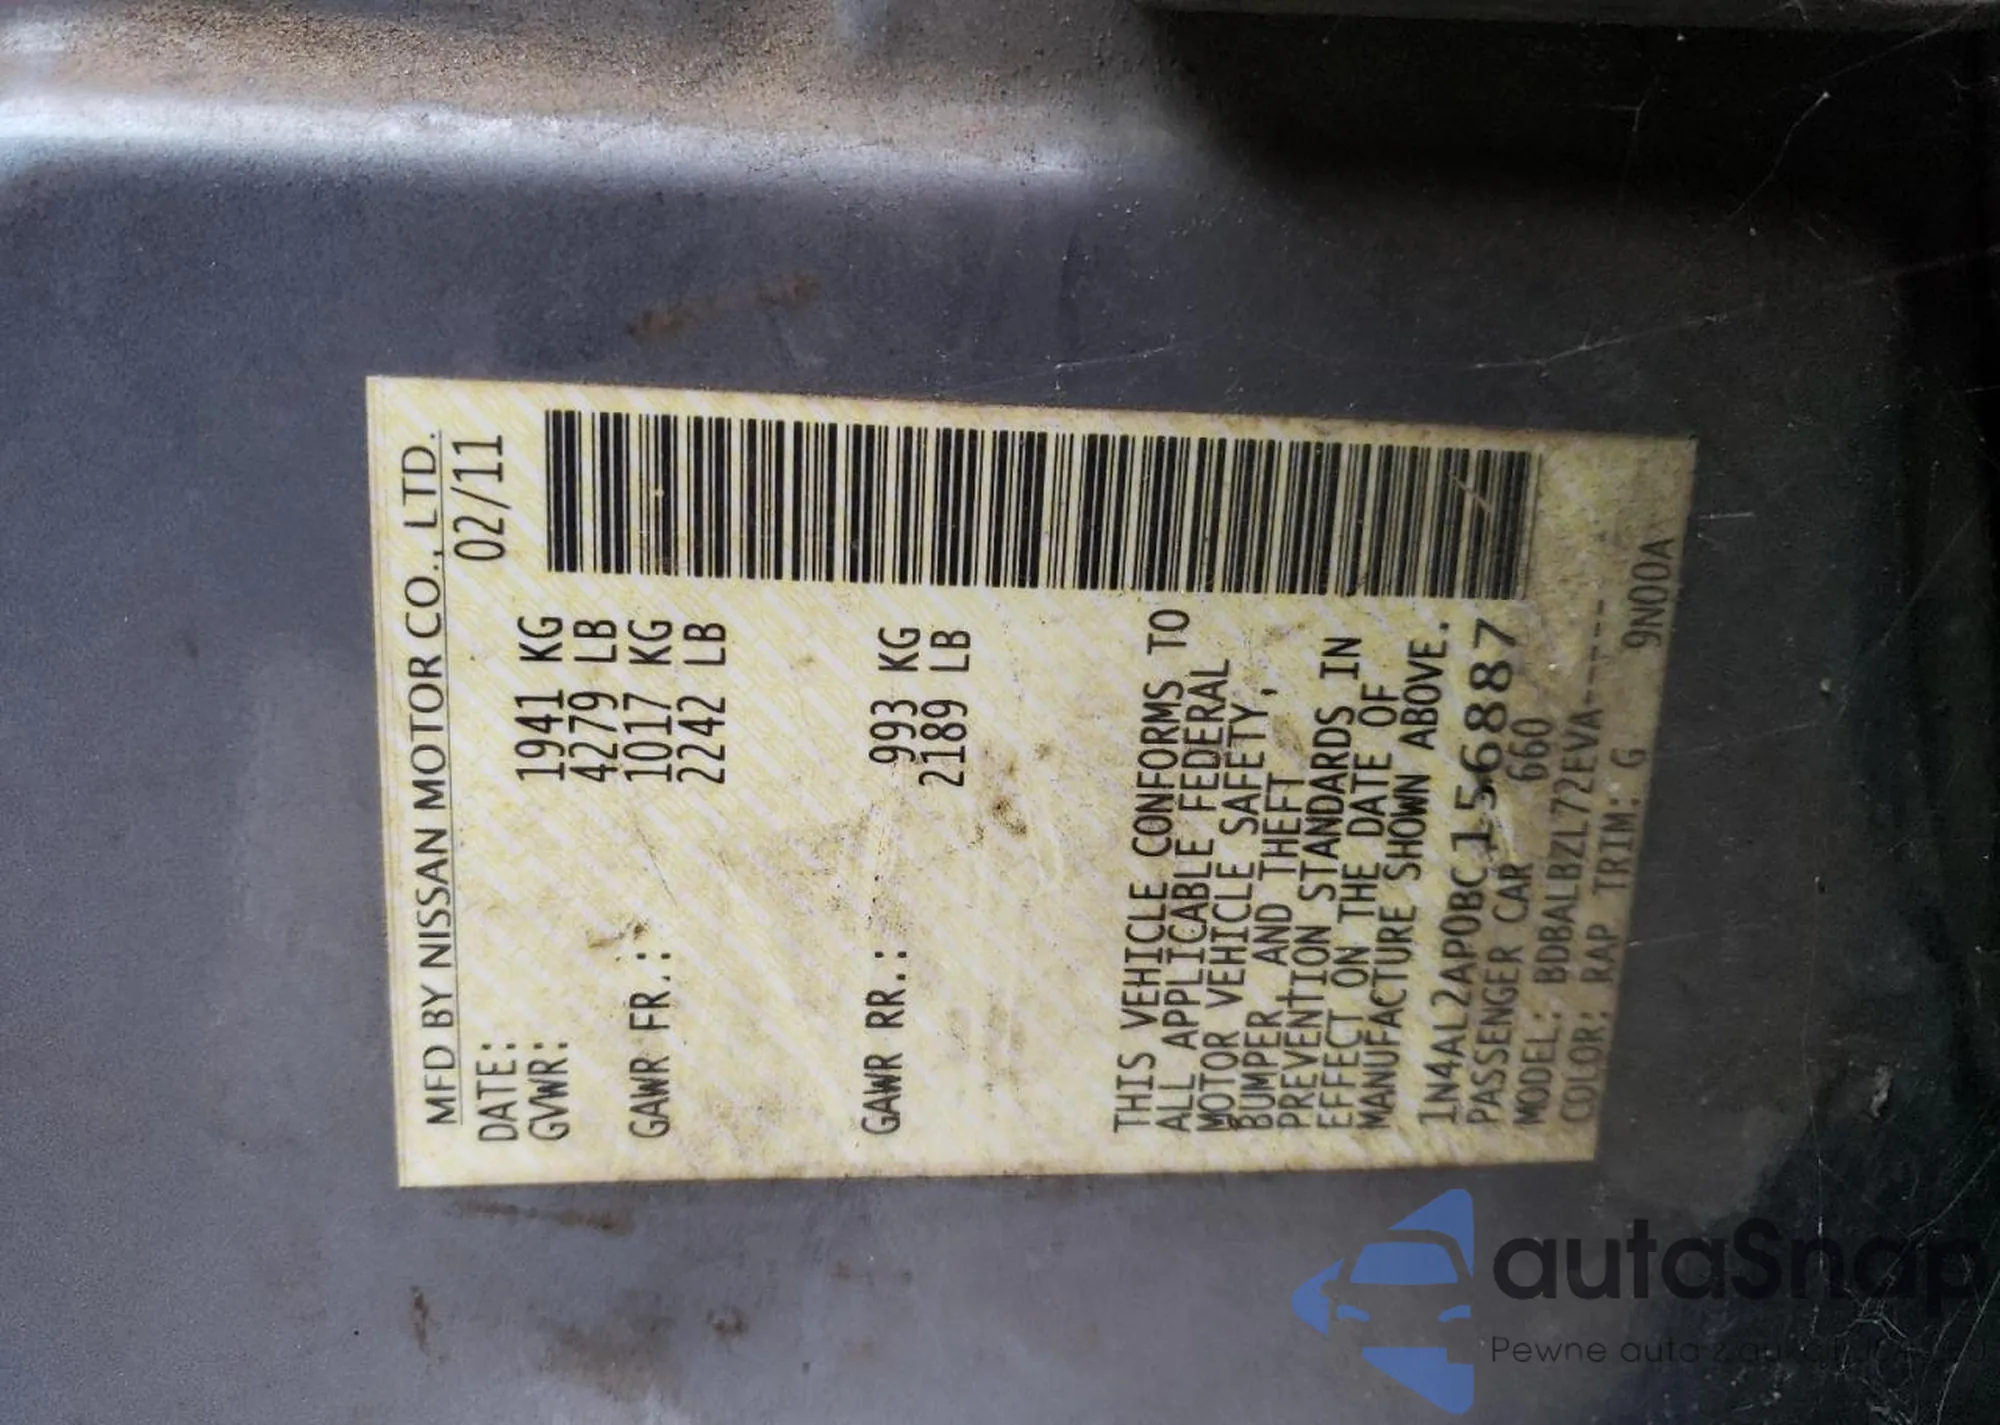 MFD BY NISSAN MOTOR CO., LTD.
DATE: 02/11
GVWR: 1941 KG
4279 LB
GAWR FR.: 1017 KG
2242 LB
GAWR RR.: 993 KG
2189 LB
THIS VEHICLE CONFORMS TO
ALL APPLICABLE FEDERAL
MOTOR VEHICLE SAFETY,
BUMPER AND THEFT
PREVENTION STANDARDS IN
EFFECT ON THE DATE OF
MANUFACTURE SHOWN ABOVE.
1N4AL2AP0BC156887
PASSENGER CAR 660
MODEL: BDBALBZL72EVA-----
COLOR: RAP TRIM: G 9N00A
autaSnap
Pewne auta z aukcji